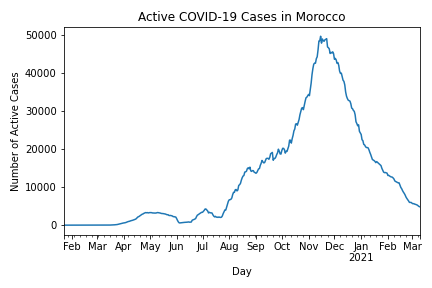 Active COVID-19 Cases in Morocco
50000
40000
30000
20000
10000
0
Number of Active Cases
Feb Mar Apr May Jun Jul Aug Sep Oct Nov Dec Jan Feb Mar
2021
Day